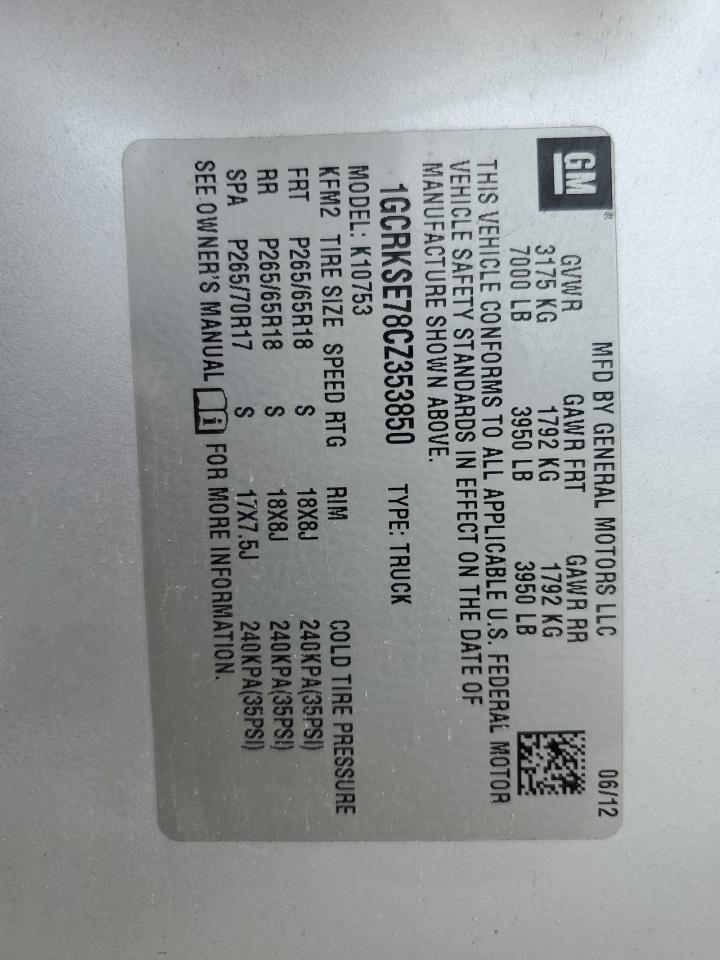 GM®
MFD BY GENERAL MOTORS LLC 06/12
GVWR GAWR FRT GAWR RR
3175 KG 1792 KG 1792 KG
7000 LB 3950 LB 3950 LB
THIS VEHICLE CONFORMS TO ALL APPLICABLE U.S. FEDERAL MOTOR
VEHICLE SAFETY STANDARDS IN EFFECT ON THE DATE OF
MANUFACTURE SHOWN ABOVE.
1GCRKSE78CZ353850 TYPE: TRUCK
MODEL: K10753
KFM2 TIRE SIZE SPEED RTG RIM COLD TIRE PRESSURE
FRT P265/65R18 S 18X8J 240KPA(35PSI)
RR P265/65R18 S 18X8J 240KPA(35PSI)
SPA P265/70R17 S 17X7.5J 240KPA(35PSI)
SEE OWNER'S MANUAL i FOR MORE INFORMATION.